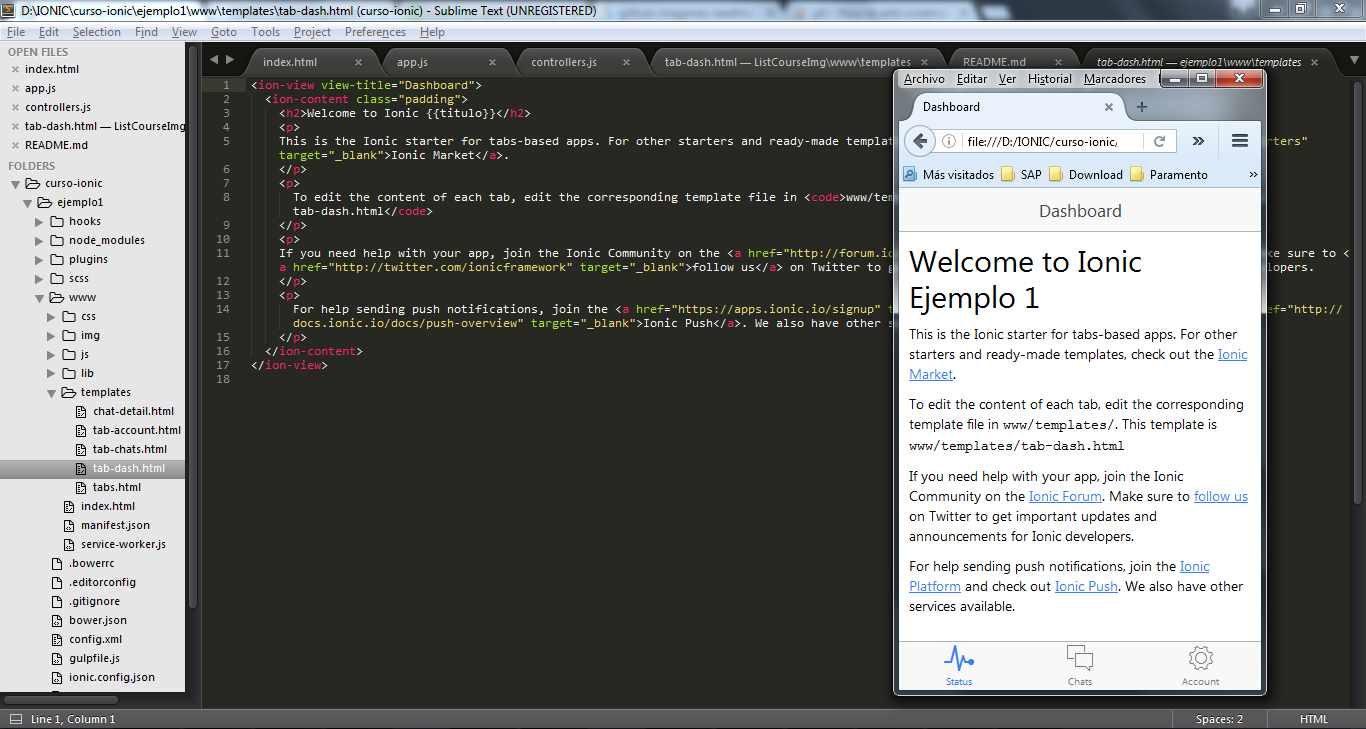 D:\IONIC\curso-ionic\ejemplo1\www\templates\tab-dash.html (curso-ionic) - Sublime Text (UNREGISTERED)
File Edit Selection Find View Goto Tools Project Preferences Help
OPEN FILES
index.html
app.js
controllers.js
tab-dash.html — ListCourseImg
README.md
FOLDERS
curso-ionic
ejemplo1
hooks
node_modules
plugins
scss
www
css
img
js
lib
templates
chat-detail.html
tab-account.html
tab-chats.html
tab-dash.html
tabs.html
index.html
manifest.json
service-worker.js
.bowerrc
.editorconfig
.gitignore
bower.json
config.xml
gulpfile.js
ionic.config.json
index.html app.js controllers.js tab-dash.html — ListCourseImg\www\templates README.md tab-dash.html — ejemplo1\www\templates
1 <ion-view view-title="Dashboard">
2 <ion-content class="padding">
3 <h2>Welcome to Ionic {{titulo}}</h2>
4 <p>
5 This is the Ionic starter for tabs-based apps. For other starters and ready-made templat rters"
target="_blank">Ionic Market</a>.
6 </p>
7 <p>
8 To edit the content of each tab, edit the corresponding template file in <code>www/tem
tab-dash.html</code>
9 </p>
10 <p>
11 If you need help with your app, join the Ionic Community on the <a href="http://forum.io ke sure to <
a href="http://twitter.com/ionicframework" target="_blank">follow us</a> on Twitter to g elopers.
12 </p>
13 <p>
14 For help sending push notifications, join the <a href="https://apps.ionic.io/signup" t ef="http://
docs.ionic.io/docs/push-overview" target="_blank">Ionic Push</a>. We also have other s
15 </p>
16 </ion-content>
17 </ion-view>
18
Archivo Editar Ver Historial Marcadores
Dashboard
file:///D:/IONIC/curso-ionic/
Más visitados SAP Download Paramento
Dashboard
Welcome to Ionic
Ejemplo 1
This is the Ionic starter for tabs-based apps. For other
starters and ready-made templates, check out the Ionic
Market.
To edit the content of each tab, edit the corresponding
template file in www/templates/. This template is
www/templates/tab-dash.html
If you need help with your app, join the Ionic
Community on the Ionic Forum. Make sure to follow us
on Twitter to get important updates and
announcements for Ionic developers.
For help sending push notifications, join the Ionic
Platform and check out Ionic Push. We also have other
services available.
Status Chats Account
Line 1, Column 1 Spaces: 2 HTML